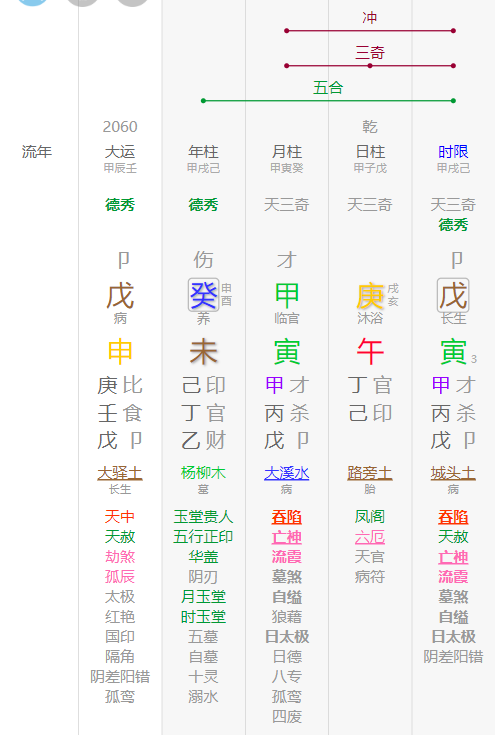 冲
三奇
五合
2060 乾
流年 大运 年柱 月柱 日柱 时限
甲辰壬 甲戌己 甲寅癸 甲子戊 甲戌己
德秀 德秀 天三奇 天三奇 天三奇
德秀
卩 伤 才 卩
戊 癸 申酉 甲 庚 戌亥 戊
病 养 临官 沐浴 长生
申 未 寅 午 寅 3
庚 比 己 印 甲 才 丁 官 甲 才
壬 食 丁 官 丙 杀 己 印 丙 杀
戊 卩 乙 财 戊 卩 戊 卩
大驿土 杨柳木 大溪水 路旁土 城头土
长生 墓 病 胎 病
天中 玉堂贵人 吞陷 凤阁 吞陷
天赦 五行正印 亡神 六厄 天赦
劫煞 华盖 流霞 天官 亡神
孤辰 阴刃 墓煞 病符 流霞
太极 月玉堂 自缢 墓煞
红艳 时玉堂 狼藉 自缢
国印 五墓 日太极 日太极
隔角 自墓 日德 阴差阳错
阴差阳错 十灵 八专
孤鸾 溺水 孤鸾
四废